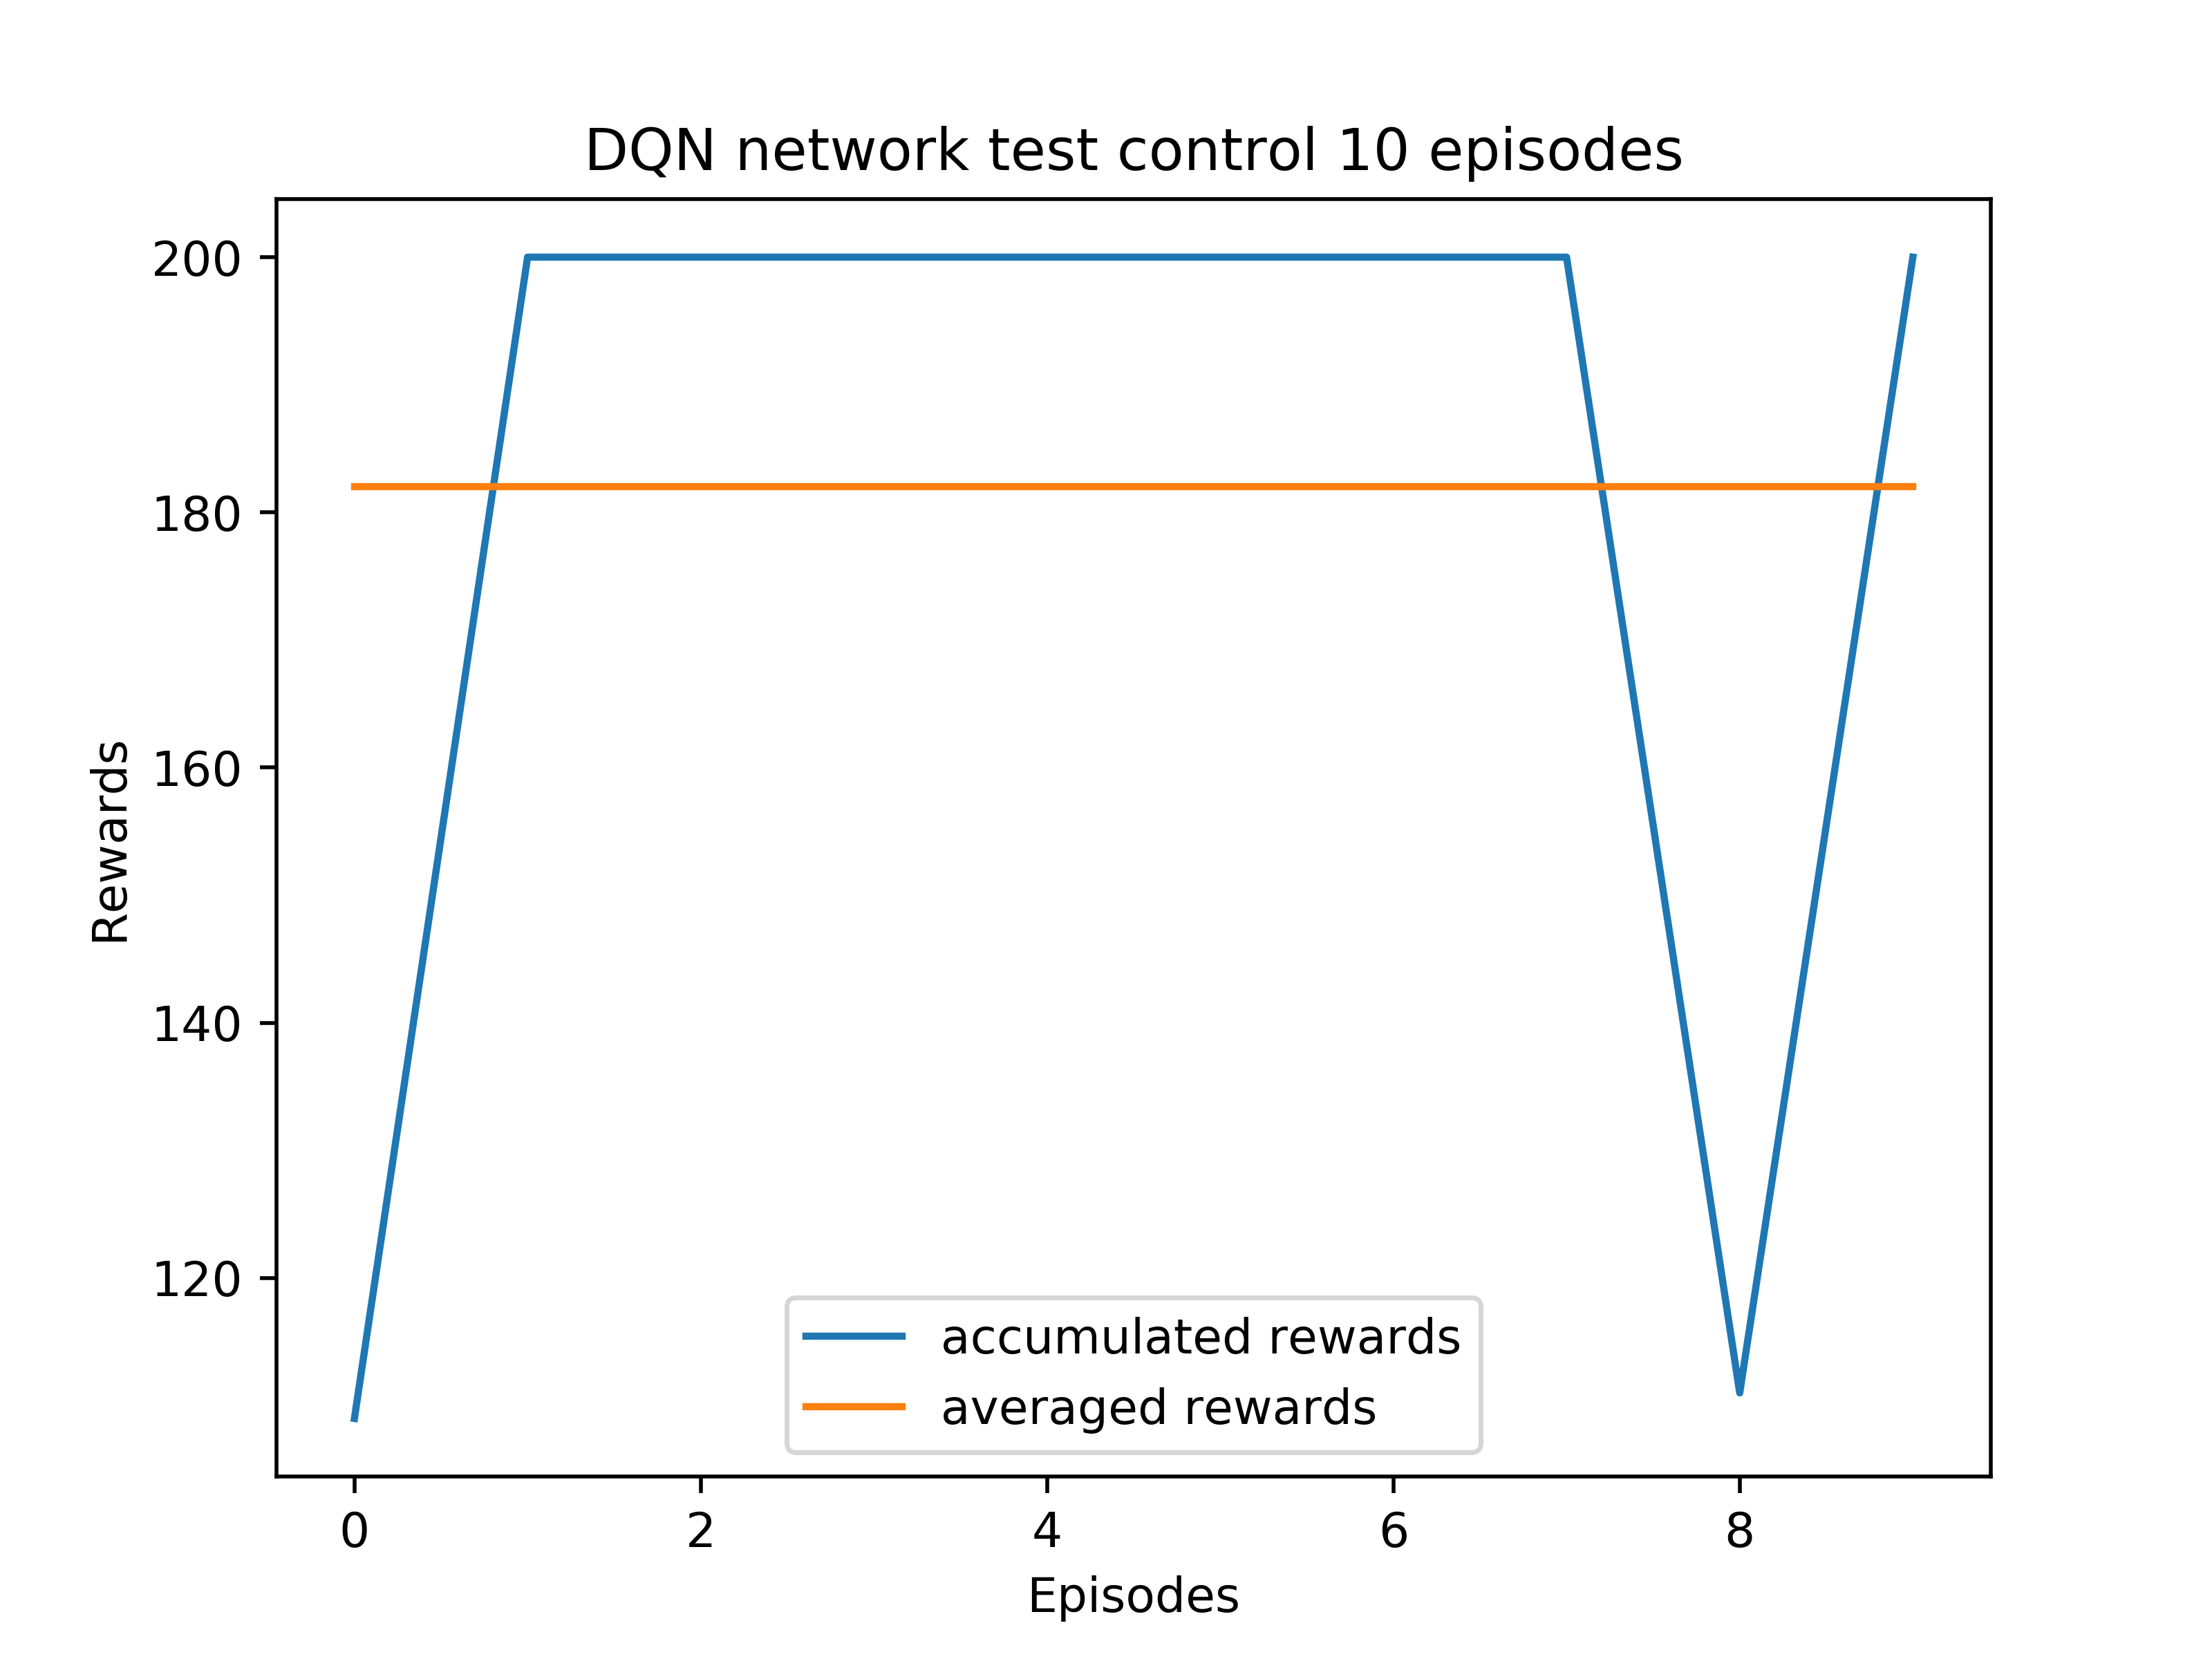 DQN network test control 10 episodes
200
180
160
140
120
Rewards
accumulated rewards
averaged rewards
0 2 4 6 8
Episodes